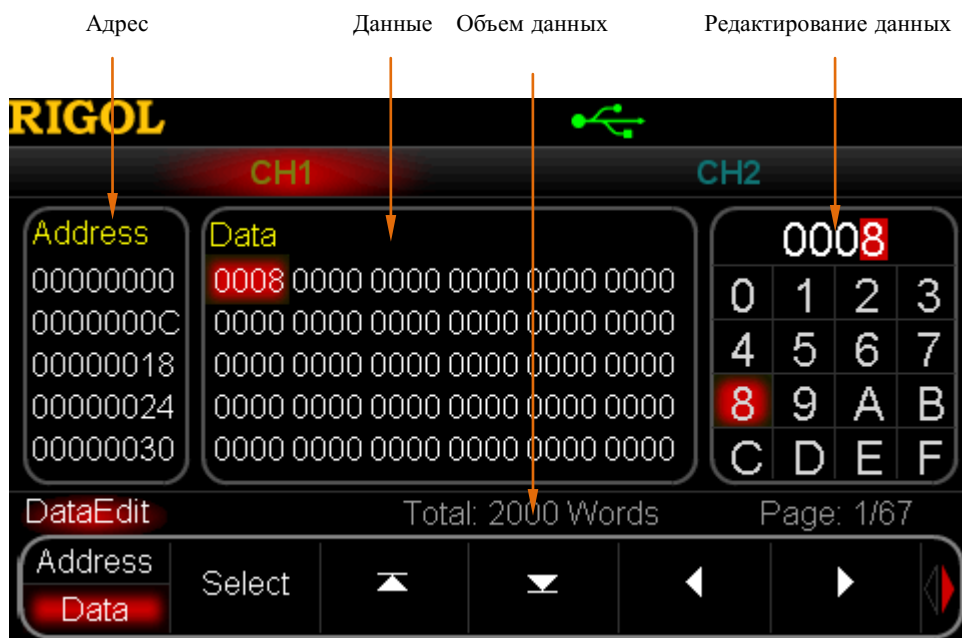 Адрес Данные Объем данных Редактирование данных
RIGOL
CH1 CH2
Address Data 0008
00000000 0008 0000 0000 0000 0000 0000 0 1 2 3
0000000C 0000 0000 0000 0000 0000 0000
00000018 0000 0000 0000 0000 0000 0000 4 5 6 7
00000024 0000 0000 0000 0000 0000 0000 8 9 A B
00000030 0000 0000 0000 0000 0000 0000 C D E F
DataEdit Total: 2000 Words Page: 1/67
Address
Select
Data